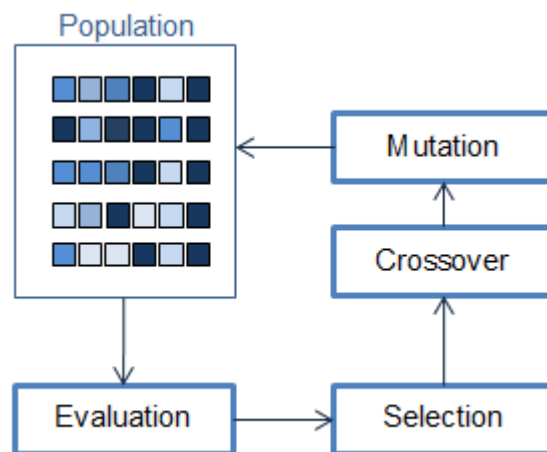 Population
Mutation
Crossover
Evaluation
Selection